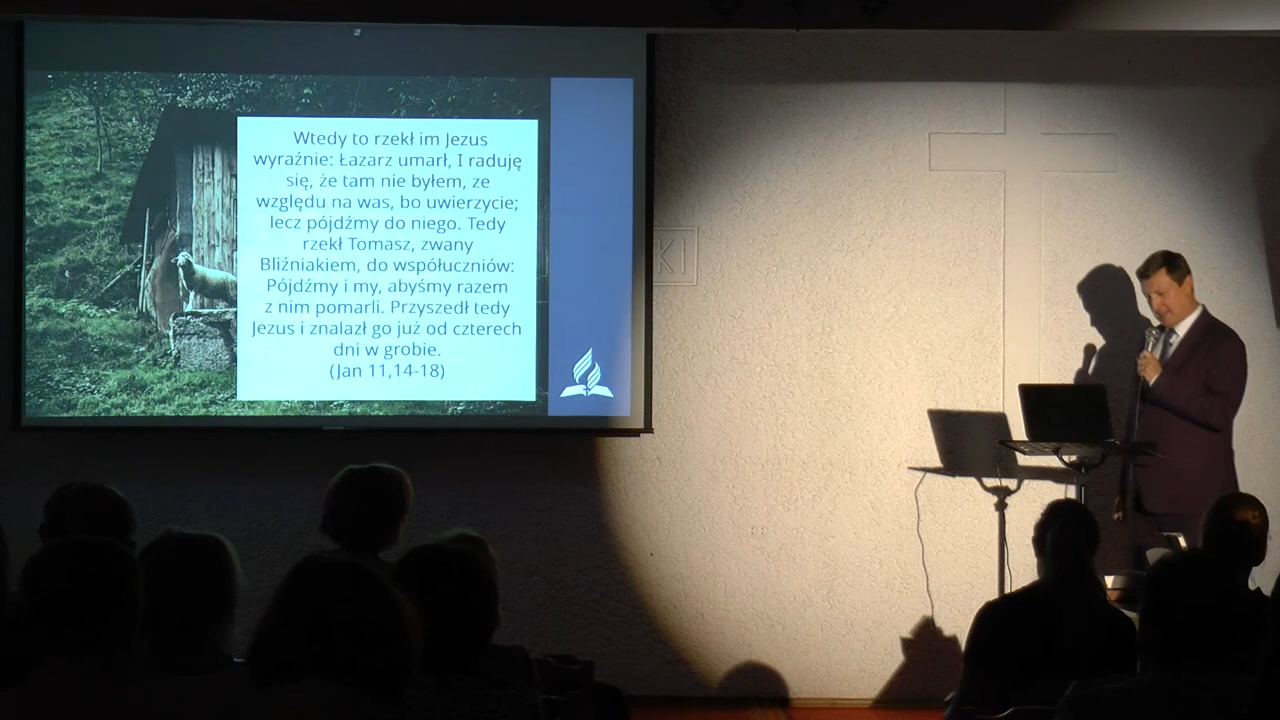 Wtedy to rzekł im Jezus
wyraźnie: Łazarz umarł, I raduję
się, że tam nie byłem, ze
względu na was, bo uwierzycie;
lecz pójdźmy do niego. Tedy
rzekł Tomasz, zwany
Bliźniakiem, do współuczniów:
Pójdźmy i my, abyśmy razem
z nim pomarli. Przyszedł tedy
Jezus i znalazł go już od czterech
dni w grobie.
(Jan 11,14-18)
KI